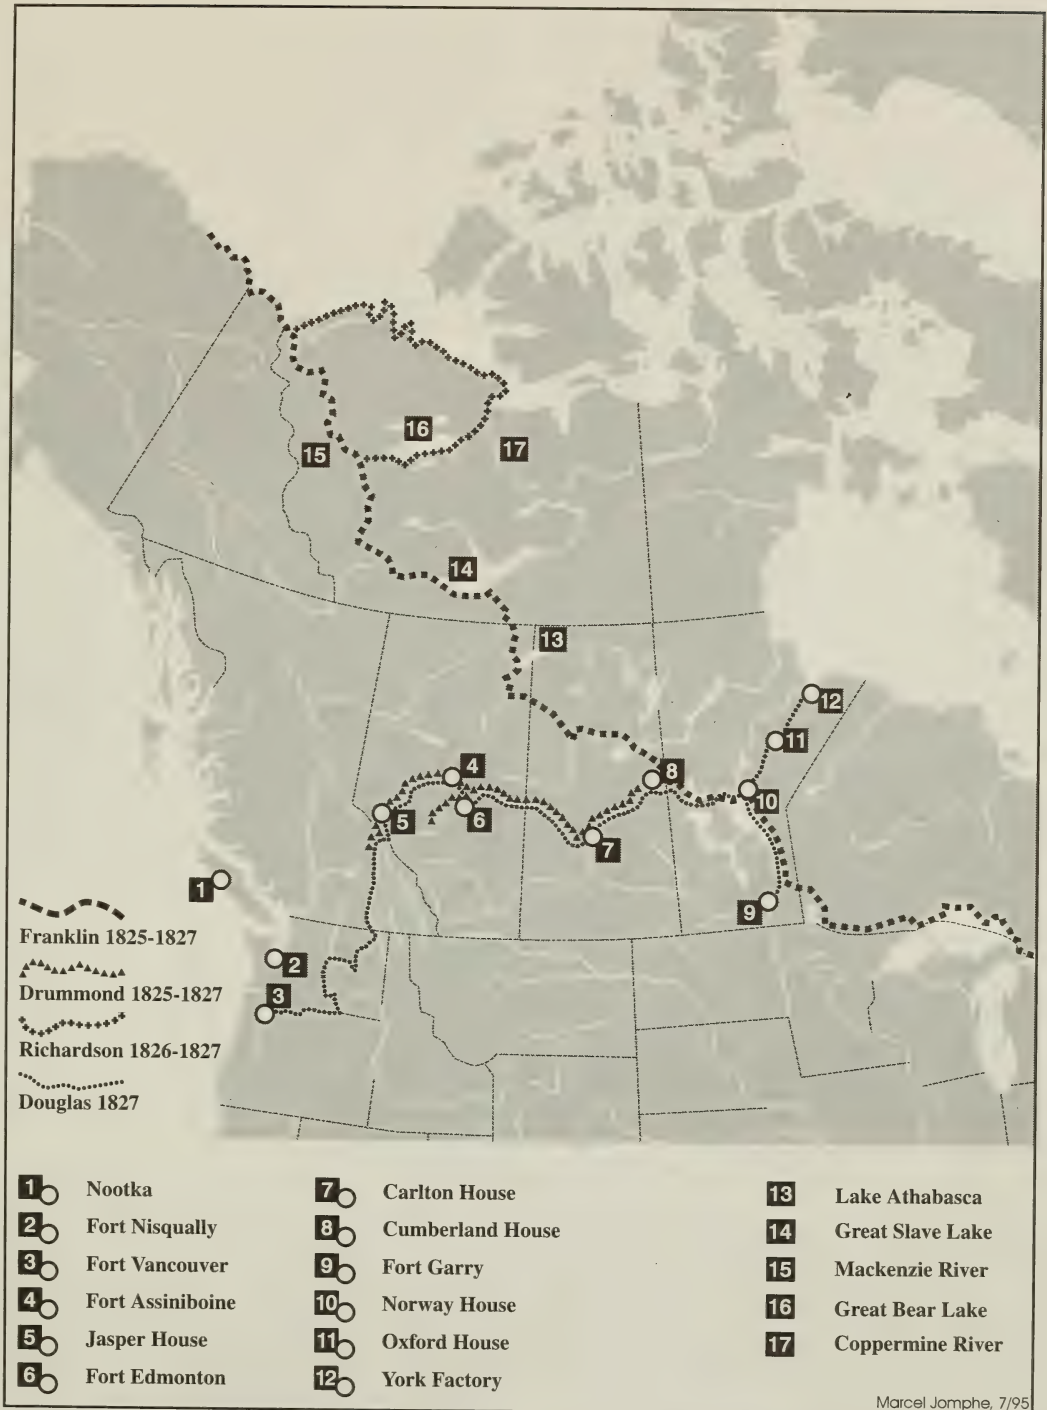 16
15
17
14
13
12
11
4
8
10
5
6
7
1
9
2
3
Franklin 1825-1827
Drummond 1825-1827
Richardson 1826-1827
Douglas 1827
1 Nootka
2 Fort Nisqually
3 Fort Vancouver
4 Fort Assiniboine
5 Jasper House
6 Fort Edmonton
7 Carlton House
8 Cumberland House
9 Fort Garry
10 Norway House
11 Oxford House
12 York Factory
13 Lake Athabasca
14 Great Slave Lake
15 Mackenzie River
16 Great Bear Lake
17 Coppermine River
Marcel Jomphe, 7/95